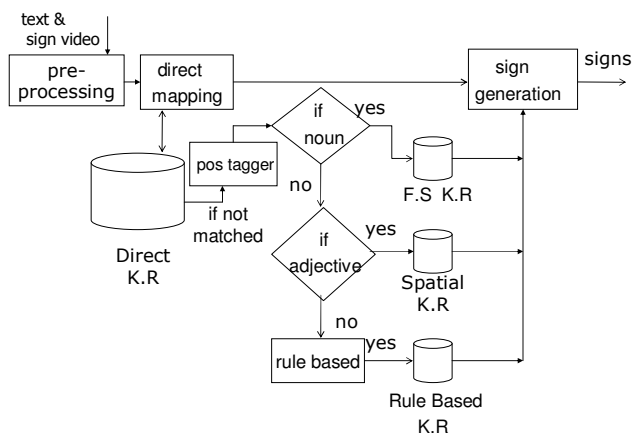 text &
sign video
pre-
processing
direct
mapping
sign
generation
signs
if
noun
yes
pos tagger
F.S K.R
no
if not
matched
Direct
K.R
if
adjective
yes
Spatial
K.R
no
rule based
yes
Rule Based
K.R